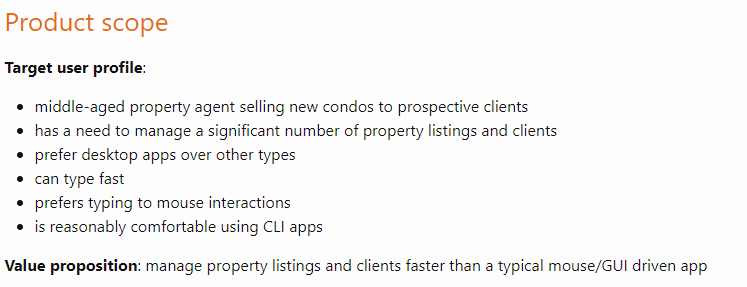 Product scope
Target user profile:
middle-aged property agent selling new condos to prospective clients
has a need to manage a significant number of property listings and clients
prefer desktop apps over other types
can type fast
prefers typing to mouse interactions
is reasonably comfortable using CLI apps
Value proposition: manage property listings and clients faster than a typical mouse/GUI driven app